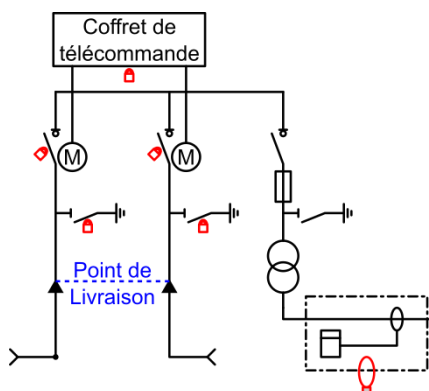 Coffret de
télécommande
M
M
Point de
Livraison